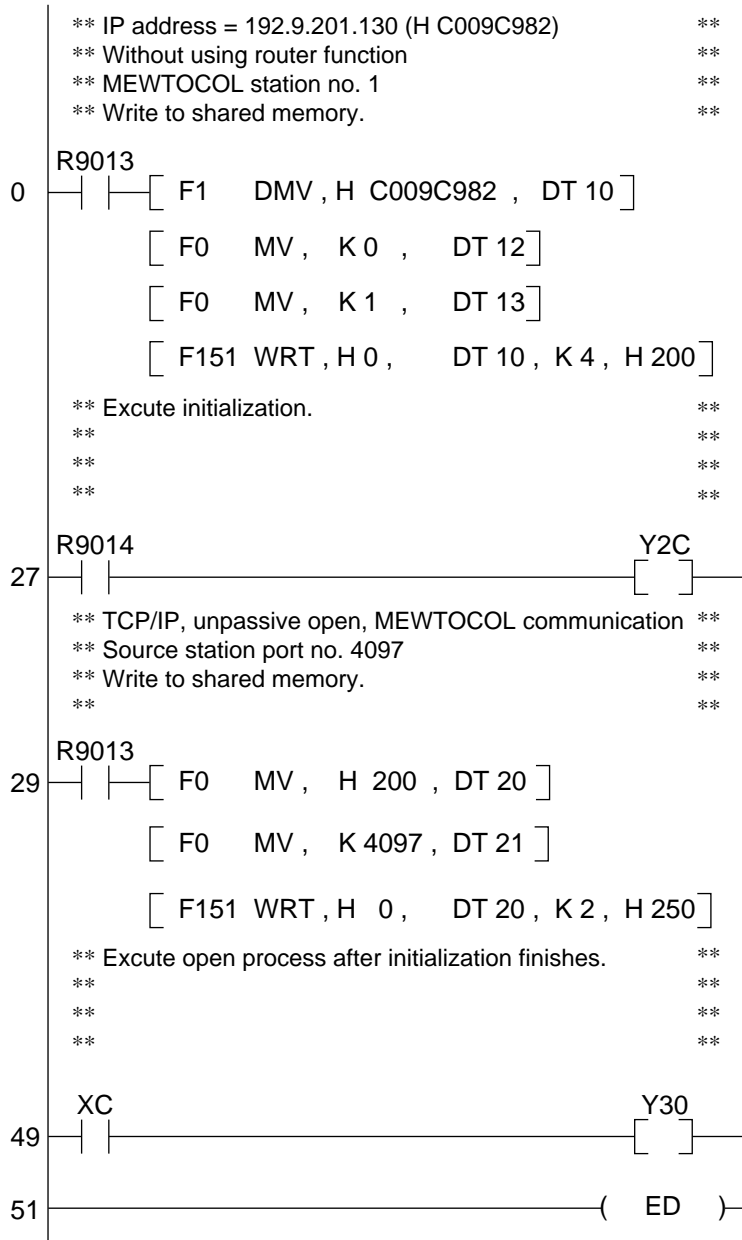 ** IP address = 192.9.201.130 (H C009C982) **
** Without using router function **
** MEWTOCOL station no. 1 **
** Write to shared memory. **
R9013
0 F1 DMV , H C009C982 , DT 10
F0 MV , K 0 , DT 12
F0 MV , K 1 , DT 13
F151 WRT , H 0 , DT 10 , K 4 , H 200
** Excute initialization. **
** **
** **
** **
R9014 Y2C
27
** TCP/IP, unpassive open, MEWTOCOL communication **
** Source station port no. 4097 **
** Write to shared memory. **
** **
R9013
29 F0 MV , H 200 , DT 20
F0 MV , K 4097 , DT 21
F151 WRT , H 0 , DT 20 , K 2 , H 250
** Excute open process after initialization finishes. **
** **
** **
** **
XC Y30
49
51 ( ED )